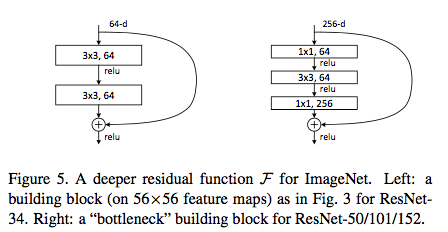 64-d
3x3, 64
relu
3x3, 64
+
relu
256-d
1x1, 64
relu
3x3, 64
relu
1x1, 256
+
relu
Figure 5. A deeper residual function F for ImageNet. Left: a
building block (on 56×56 feature maps) as in Fig. 3 for ResNet-
34. Right: a “bottleneck” building block for ResNet-50/101/152.